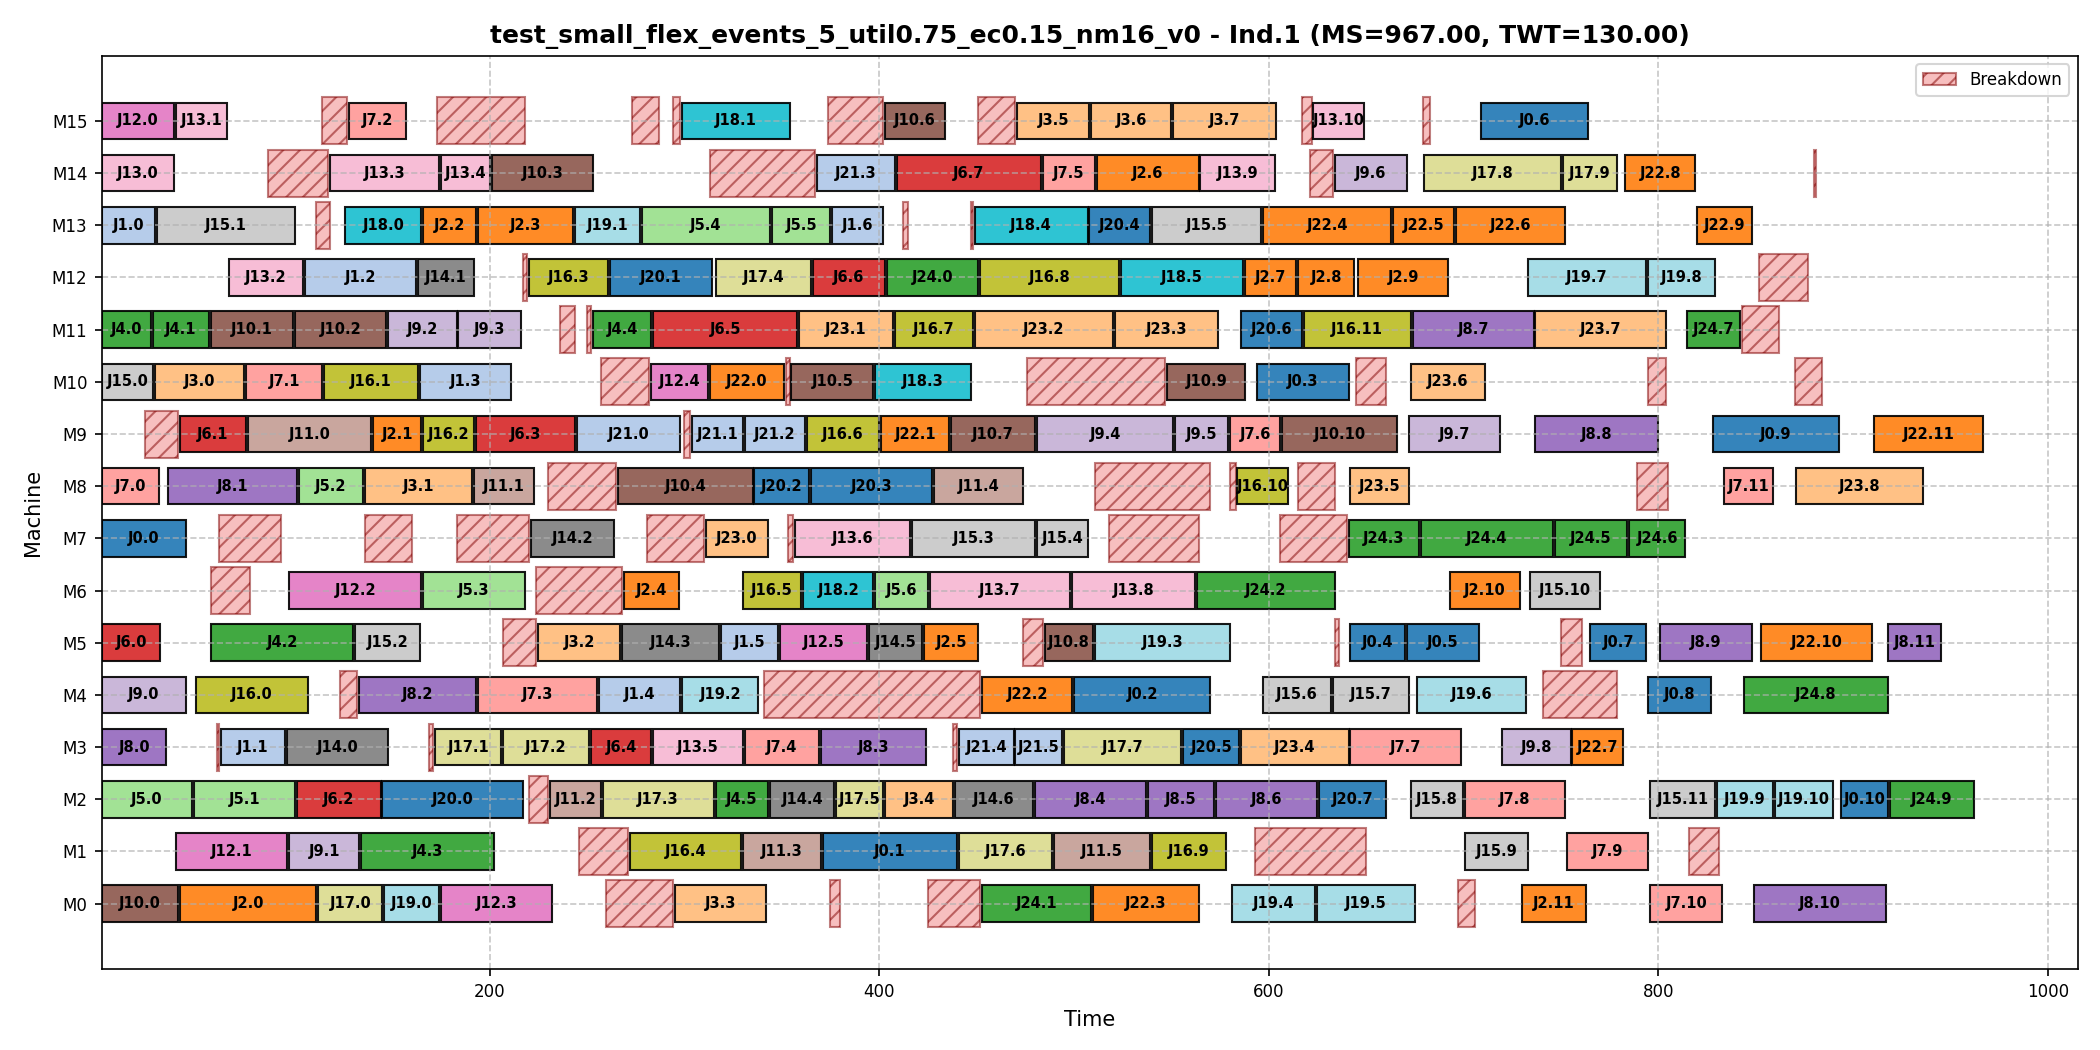 test_small_flex_events_5_util0.75_ec0.15_nm16_v0 - Ind.1 (MS=967.00, TWT=130.00)
Breakdown
M15 J12.0 J13.1 J7.2 J18.1 J10.6 J3.5 J3.6 J3.7 J13.10 J0.6
M14 J13.0 J13.3 J13.4 J10.3 J21.3 J6.7 J7.5 J2.6 J13.9 J9.6 J17.8 J17.9 J22.8
M13 J1.0 J15.1 J18.0 J2.2 J2.3 J19.1 J5.4 J5.5 J1.6 J18.4 J20.4 J15.5 J22.4 J22.5 J22.6 J22.9
M12 J13.2 J1.2 J14.1 J16.3 J20.1 J17.4 J6.6 J24.0 J16.8 J18.5 J2.7 J2.8 J2.9 J19.7 J19.8
M11 J4.0 J4.1 J10.1 J10.2 J9.2 J9.3 J4.4 J6.5 J23.1 J16.7 J23.2 J23.3 J20.6 J16.11 J8.7 J23.7 J24.7
M10 J15.0 J3.0 J7.1 J16.1 J1.3 J12.4 J22.0 J10.5 J18.3 J10.9 J0.3 J23.6
M9 J6.1 J11.0 J2.1 J16.2 J6.3 J21.0 J21.1 J21.2 J16.6 J22.1 J10.7 J9.4 J9.5 J7.6 J10.10 J9.7 J8.8 J0.9 J22.11
M8 J7.0 J8.1 J5.2 J3.1 J11.1 J10.4 J20.2 J20.3 J11.4 J16.10 J23.5 J7.11 J23.8
M7 J0.0 J14.2 J23.0 J13.6 J15.3 J15.4 J24.3 J24.4 J24.5 J24.6
M6 J12.2 J5.3 J2.4 J16.5 J18.2 J5.6 J13.7 J13.8 J24.2 J2.10 J15.10
M5 J6.0 J4.2 J15.2 J3.2 J14.3 J1.5 J12.5 J14.5 J2.5 J10.8 J19.3 J0.4 J0.5 J0.7 J8.9 J22.10 J8.11
M4 J9.0 J16.0 J8.2 J7.3 J1.4 J19.2 J22.2 J0.2 J15.6 J15.7 J19.6 J0.8 J24.8
M3 J8.0 J1.1 J14.0 J17.1 J17.2 J6.4 J13.5 J7.4 J8.3 J21.4 J21.5 J17.7 J20.5 J23.4 J7.7 J9.8 J22.7
M2 J5.0 J5.1 J6.2 J20.0 J11.2 J17.3 J4.5 J14.4 J17.5 J3.4 J14.6 J8.4 J8.5 J8.6 J20.7 J15.8 J7.8 J15.11 J19.9 J19.10 J0.10 J24.9
M1 J12.1 J9.1 J4.3 J16.4 J11.3 J0.1 J17.6 J11.5 J16.9 J15.9 J7.9
M0 J10.0 J2.0 J17.0 J19.0 J12.3 J3.3 J24.1 J22.3 J19.4 J19.5 J2.11 J7.10 J8.10
Machine
200 400 600 800 1000
Time